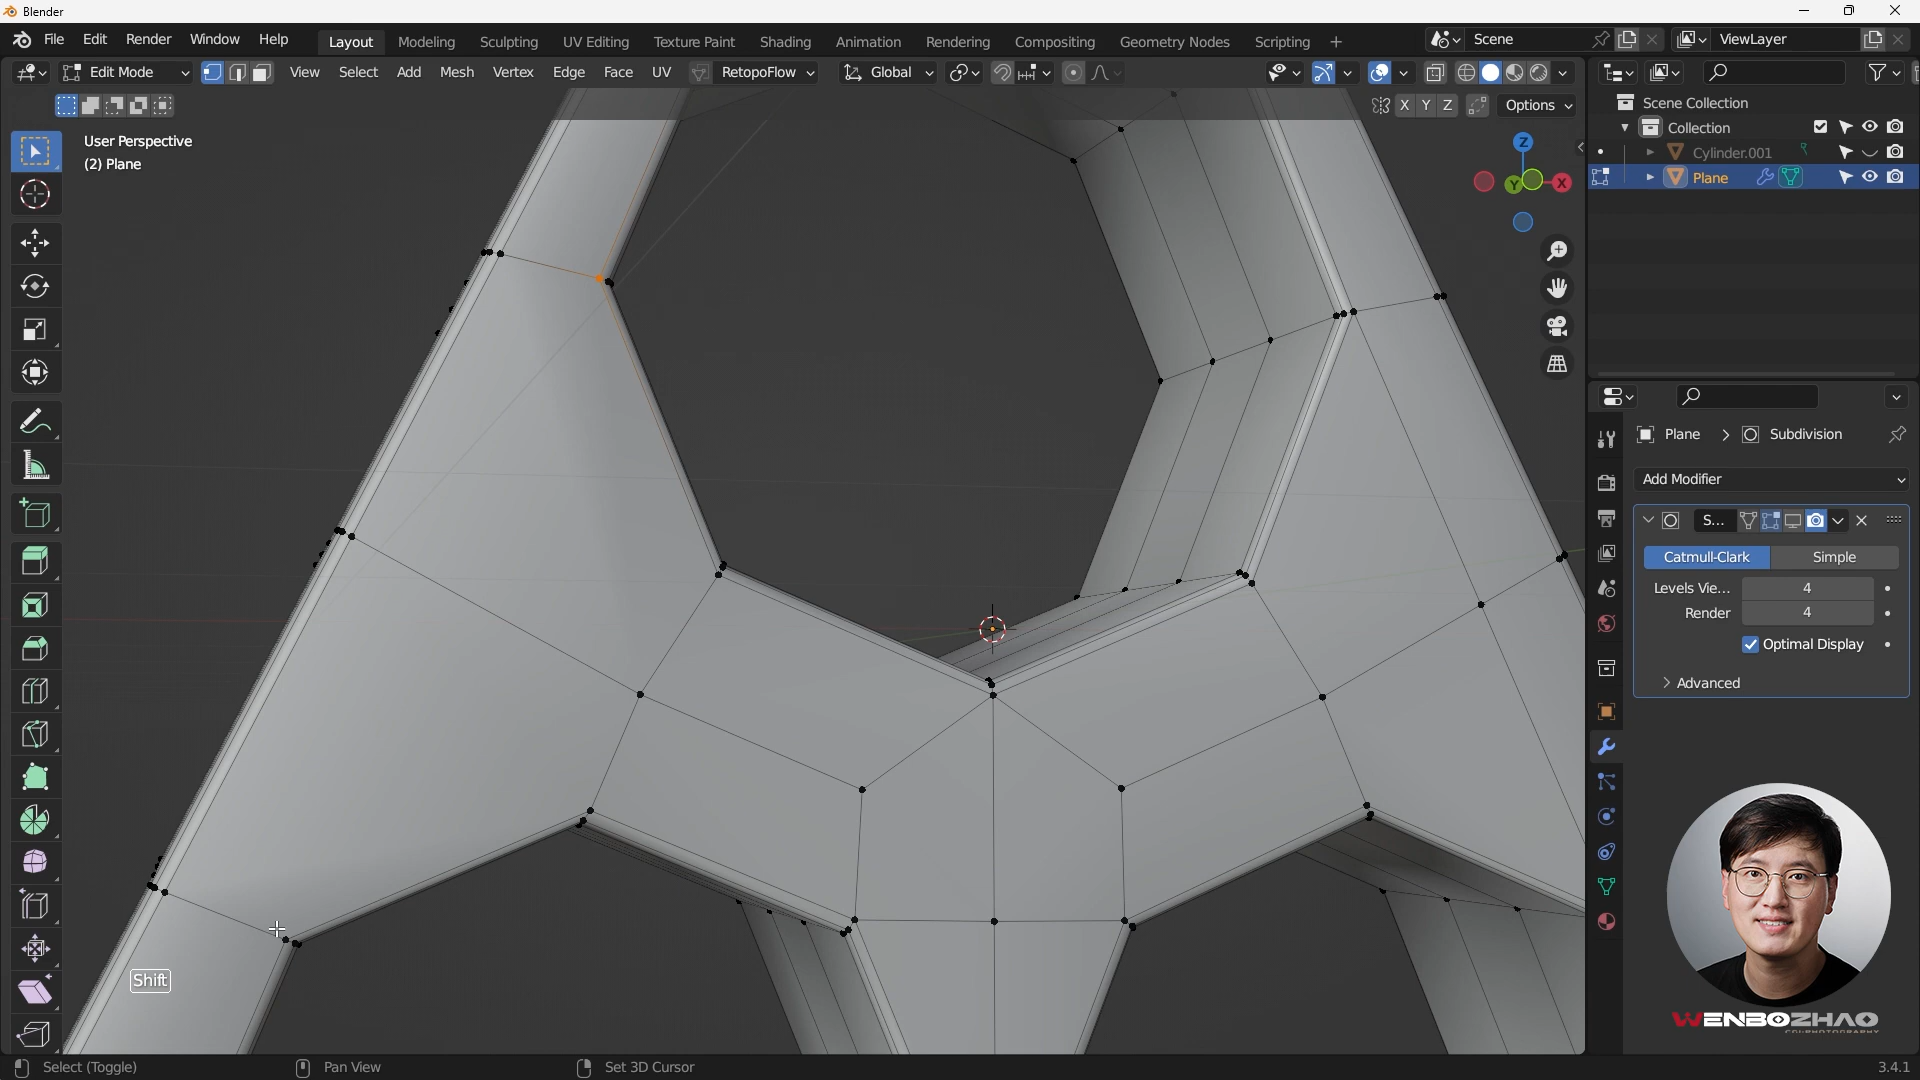 Blender
File Edit Render Window Help Layout Modeling Sculpting UV Editing Texture Paint Shading Animation Rendering Compositing Geometry Nodes Scripting + Scene ViewLayer
Edit Mode View Select Add Mesh Vertex Edge Face UV RetopoFlow Global
X Y Z Options
User Perspective
(2) Plane
Z
Y X
Scene Collection
Collection
Cylinder.001
Plane
Plane > Subdivision
Add Modifier
S...
Catmull-Clark Simple
Levels Vie... 4
Render 4
Optimal Display
Advanced
Shift
WENBOZHAO
Select (Toggle) Pan View Set 3D Cursor 3.4.1